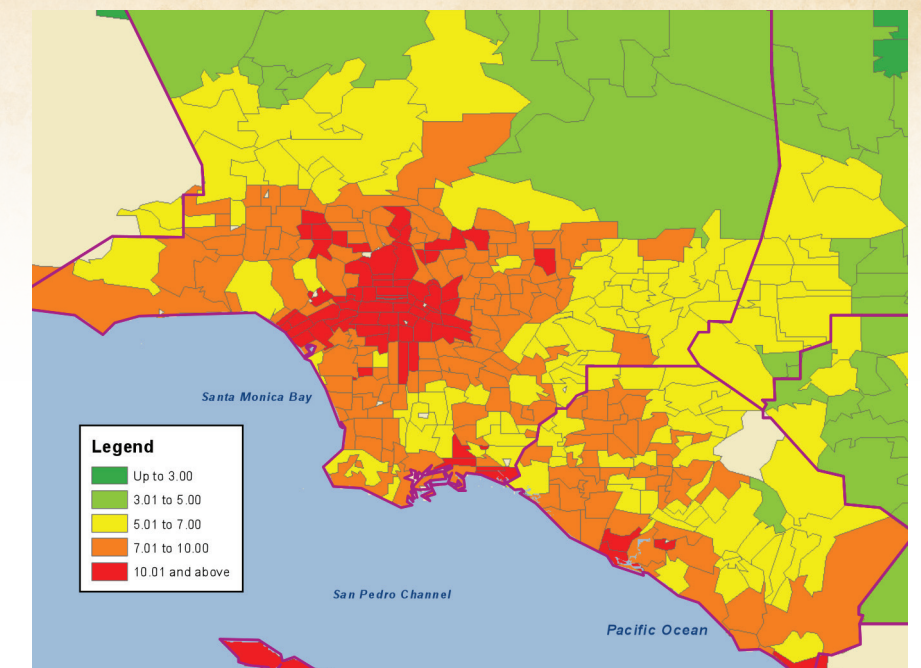 Santa Monica Bay
Legend
Up to 3.00
3.01 to 5.00
5.01 to 7.00
7.01 to 10.00
10.01 and above
San Pedro Channel
Pacific Ocean